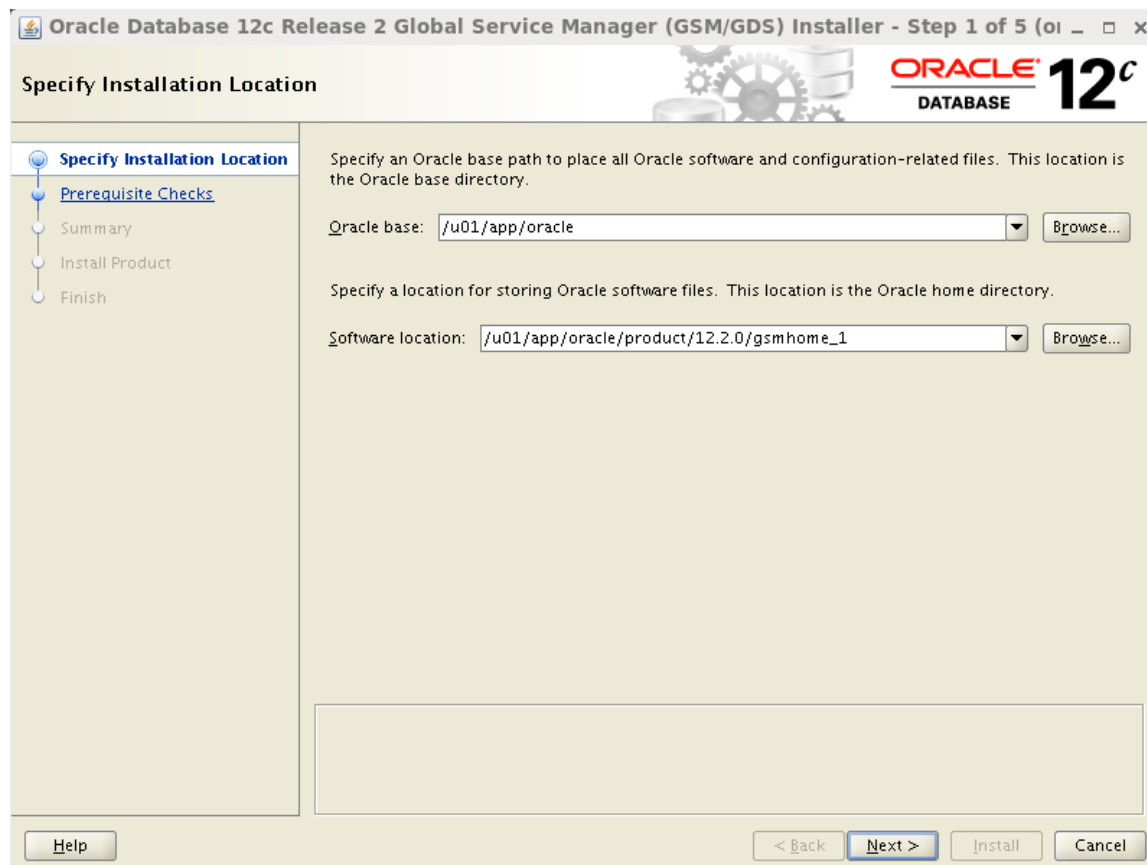 Oracle Database 12c Release 2 Global Service Manager (GSM/GDS) Installer - Step 1 of 5 (or
Specify Installation Location
ORACLE
DATABASE
12c
Specify Installation Location
Prerequisite Checks
Summary
Install Product
Finish
Specify an Oracle base path to place all Oracle software and configuration-related files. This location is
the Oracle base directory.
Oracle base: /u01/app/oracle Browse...
Specify a location for storing Oracle software files. This location is the Oracle home directory.
Software location: /u01/app/oracle/product/12.2.0/gsmhome_1 Browse...
Help < Back Next > Install Cancel